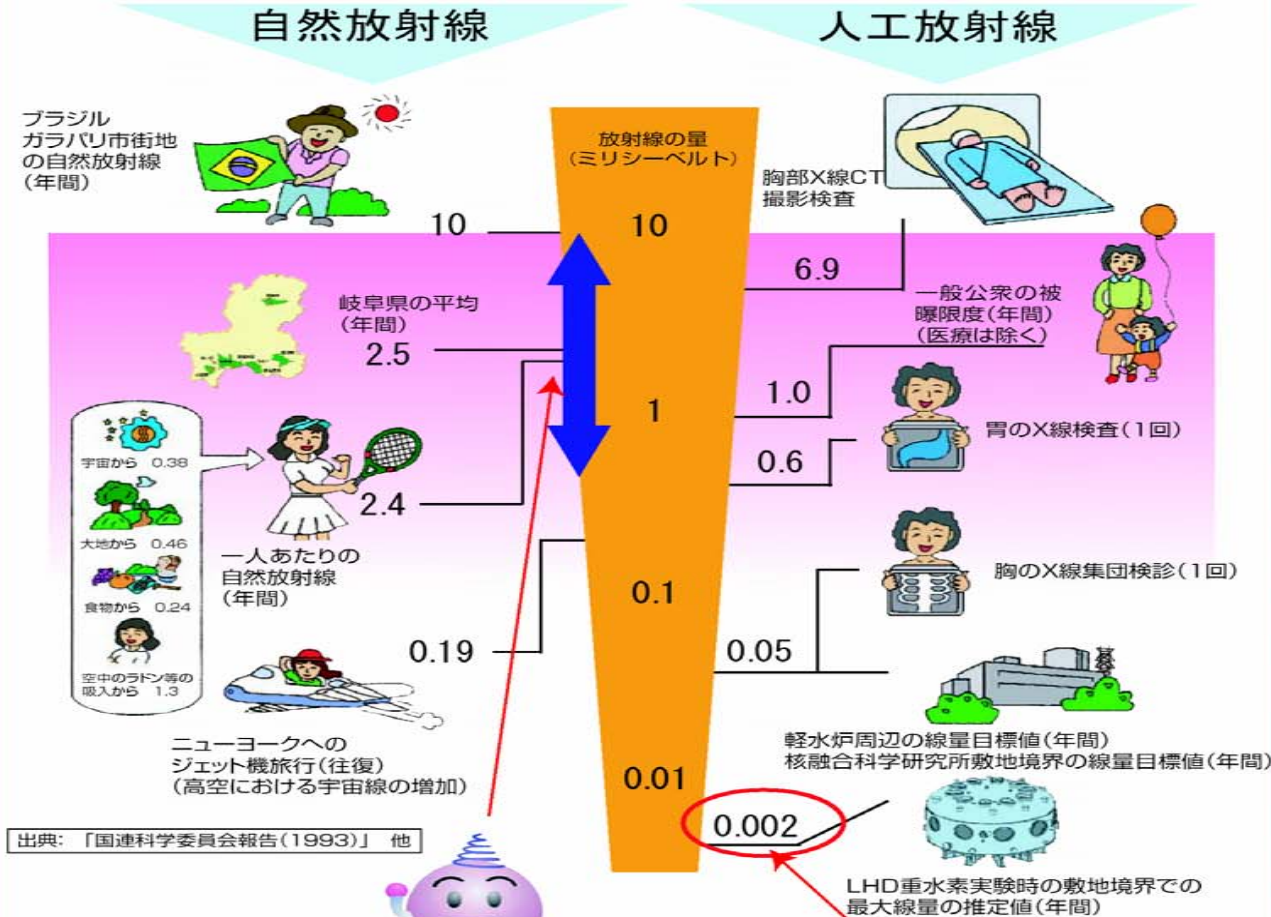 自然放射線
人工放射線
ブラジル
ガラパリ市街地
の自然放射線
(年間)
10
岐阜県の平均
(年間)
2.5
宇宙から 0.38
大地から 0.46
食物から 0.24
空中のラドン等の
吸入から 1.3
2.4
一人あたりの
自然放射線
(年間)
0.19
ニューヨークへの
ジェット機旅行(往復)
(高空における宇宙線の増加)
出典: 「国連科学委員会報告(1993)」 他
放射線の量
(ミリシーベルト)
10
1
0.1
0.01
胸部X線CT
撮影検査
6.9
一般公衆の被
曝限度(年間)
(医療は除く)
1.0
胃のX線検査(1回)
0.6
胸のX線集団検診(1回)
0.05
軽水炉周辺の線量目標値(年間)
核融合科学研究所敷地境界の線量目標値(年間)
0.002
LHD重水素実験時の敷地境界での
最大線量の推定値(年間)